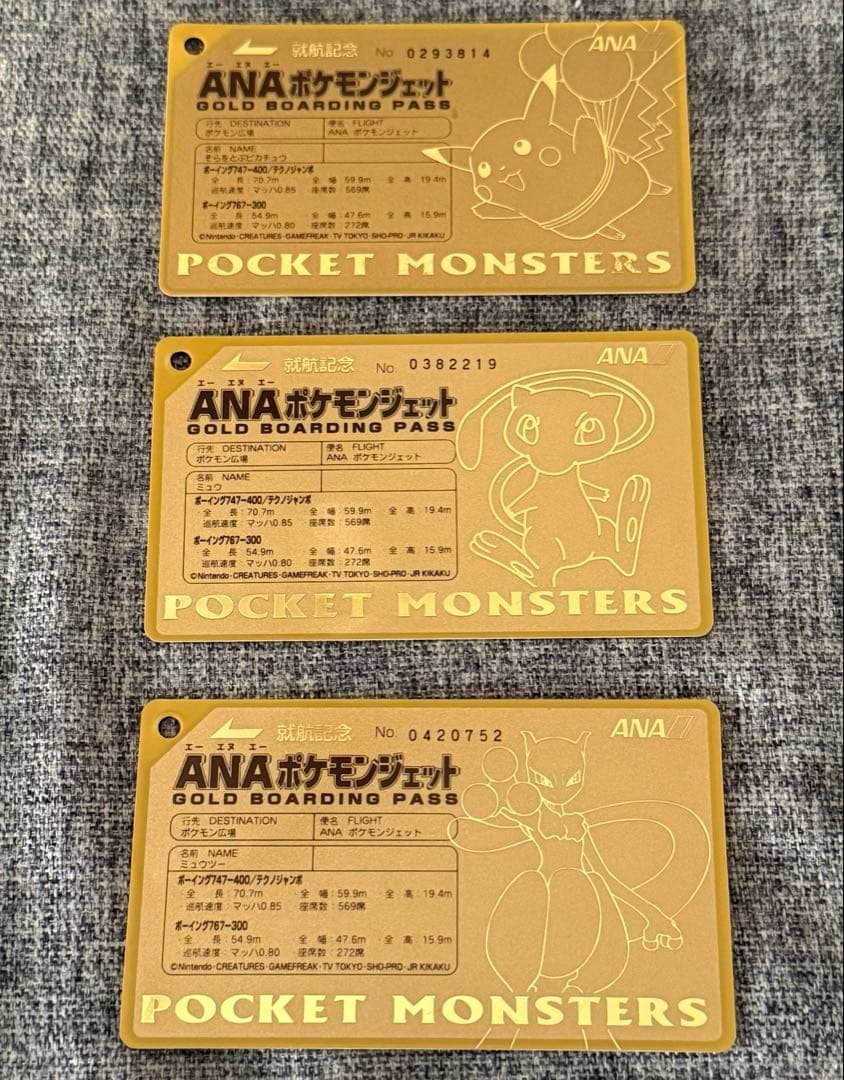 就航記念 No 0293814 ANA
エー エヌ エー
ANAポケモンジェット
GOLD BOARDING PASS
行先 DESTINATION 便名 FLIGHT
ポケモン広場 ANA ポケモンジェット
名前 NAME
そらをとぶピカチュウ
ボーイング747-400/テクノジャンボ
全 長:70.7m 全 幅:59.9m 全 高:19.4m
巡航速度:マッハ0.85 座席数:569席
ボーイング767-300
全 長:54.9m 全 幅:47.6m 全 高:15.9m
巡航速度:マッハ0.80 座席数:272席
©Nintendo·CREATURES·GAMEFREAK·TV TOKYO·SHO-PRO·JR KIKAKU
POCKET MONSTERS
就航記念 No. 0382219 ANA
エー エヌ エー
ANAポケモンジェット
GOLD BOARDING PASS
行先 DESTINATION 便名 FLIGHT
ポケモン広場 ANA ポケモンジェット
名前 NAME
ミュウ
ボーイング747-400/テクノジャンボ
·全 長:70.7m ·全 幅:59.9m ·全 高:19.4m
·巡航速度:マッハ0.85 ·座席数:569席
ボーイング767-300
·全 長:54.9m ·全 幅:47.6m ·全 高:15.9m
·巡航速度:マッハ0.80 ·座席数:272席
©Nintendo·CREATURES·GAMEFREAK·TV TOKYO·SHO-PRO·JR KIKAKU
POCKET MONSTERS
就航記念 No. 0420752 ANA
エー エヌ エー
ANAポケモンジェット
GOLD BOARDING PASS
行先 DESTINATION 便名 FLIGHT
ポケモン広場 ANA ポケモンジェット
名前 NAME
ミュウツー
ボーイング747-400/テクノジャンボ
·全 長:70.7m ·全 幅:59.9m ·全 高:19.4m
·巡航速度:マッハ0.85 ·座席数:569席
ボーイング767-300
·全 長:54.9m ·全 幅:47.6m ·全 高:15.9m
·巡航速度:マッハ0.80 ·座席数:272席
©Nintendo·CREATURES·GAMEFREAK·TV TOKYO·SHO-PRO·JR KIKAKU
POCKET MONSTERS